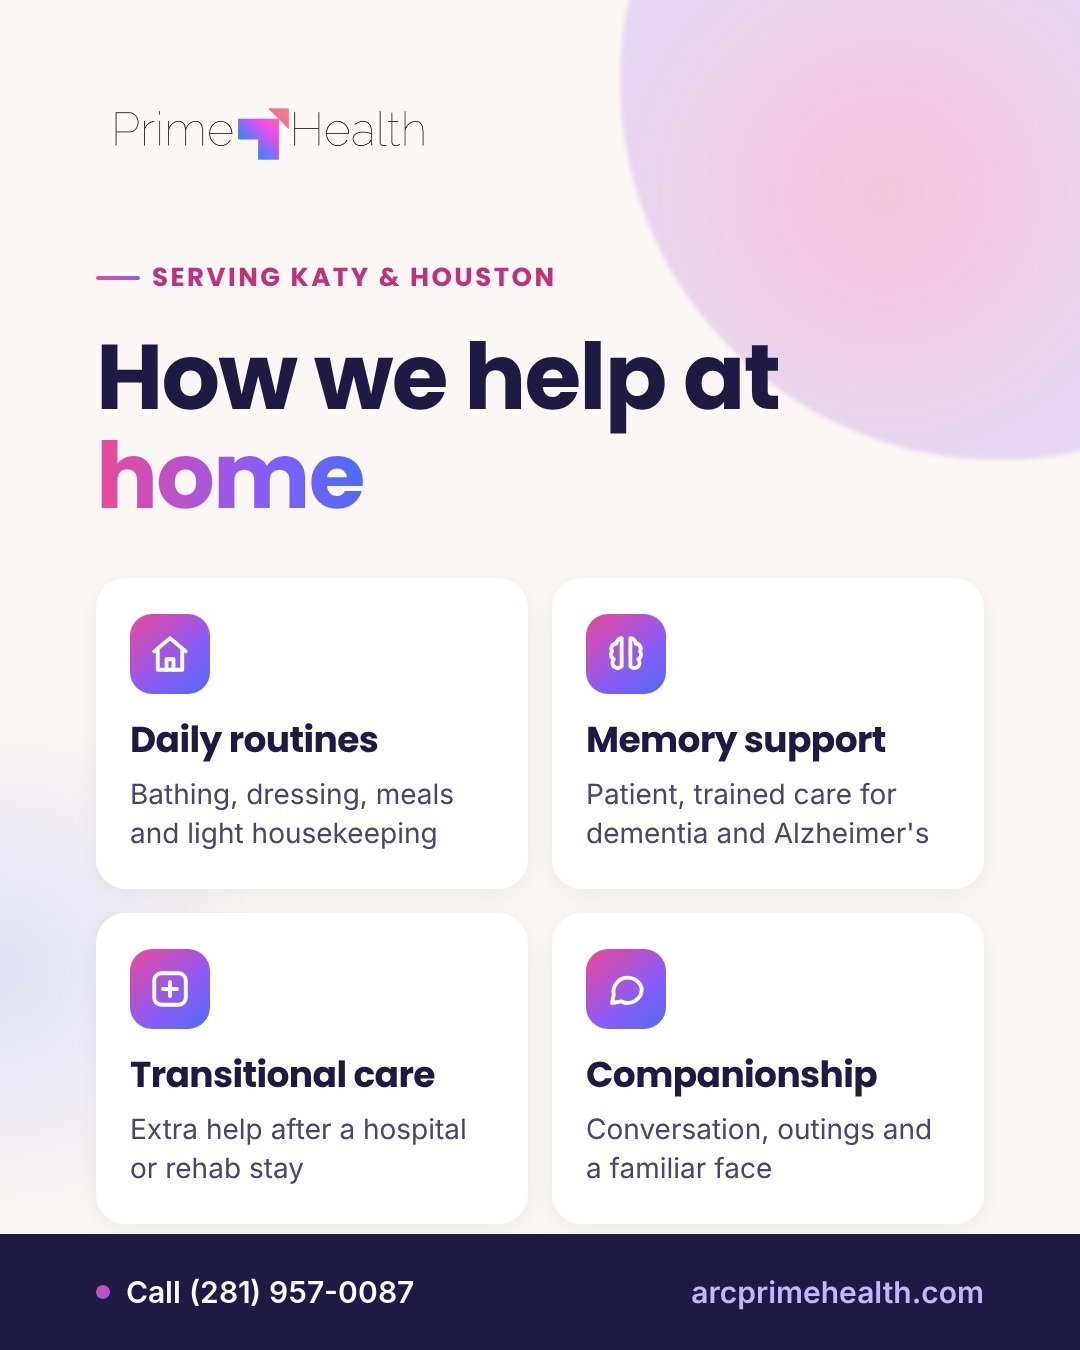 Prime Health
SERVING KATY & HOUSTON
How we help at
home
Daily routines
Bathing, dressing, meals
and light housekeeping
Memory support
Patient, trained care for
dementia and Alzheimer's
Transitional care
Extra help after a hospital
or rehab stay
Companionship
Conversation, outings and
a familiar face
Call (281) 957-0087
arcprimehealth.com